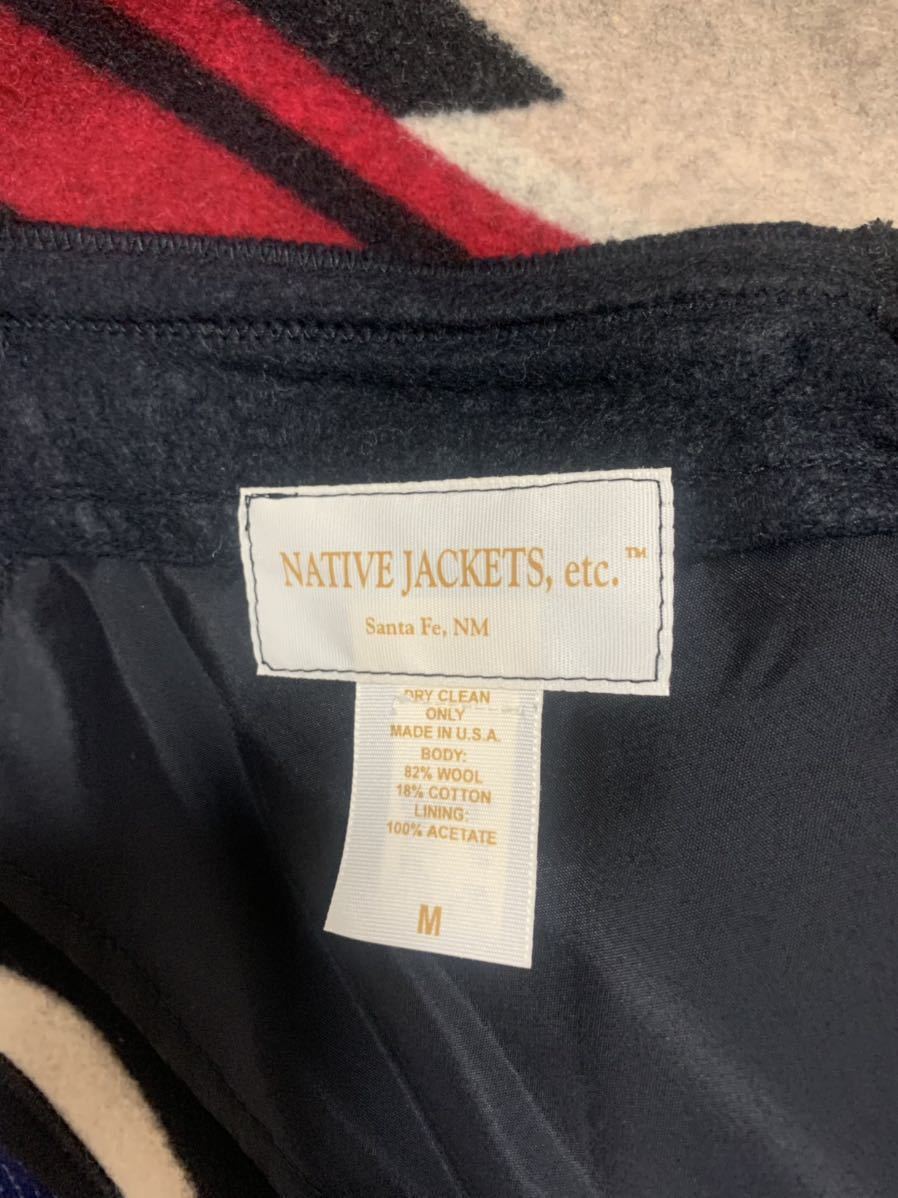 NATIVE JACKETS, etc.™
Santa Fe, NM
DRY CLEAN
ONLY
MADE IN U.S.A.
BODY:
82% WOOL
18% COTTON
LINING:
100% ACETATE
M